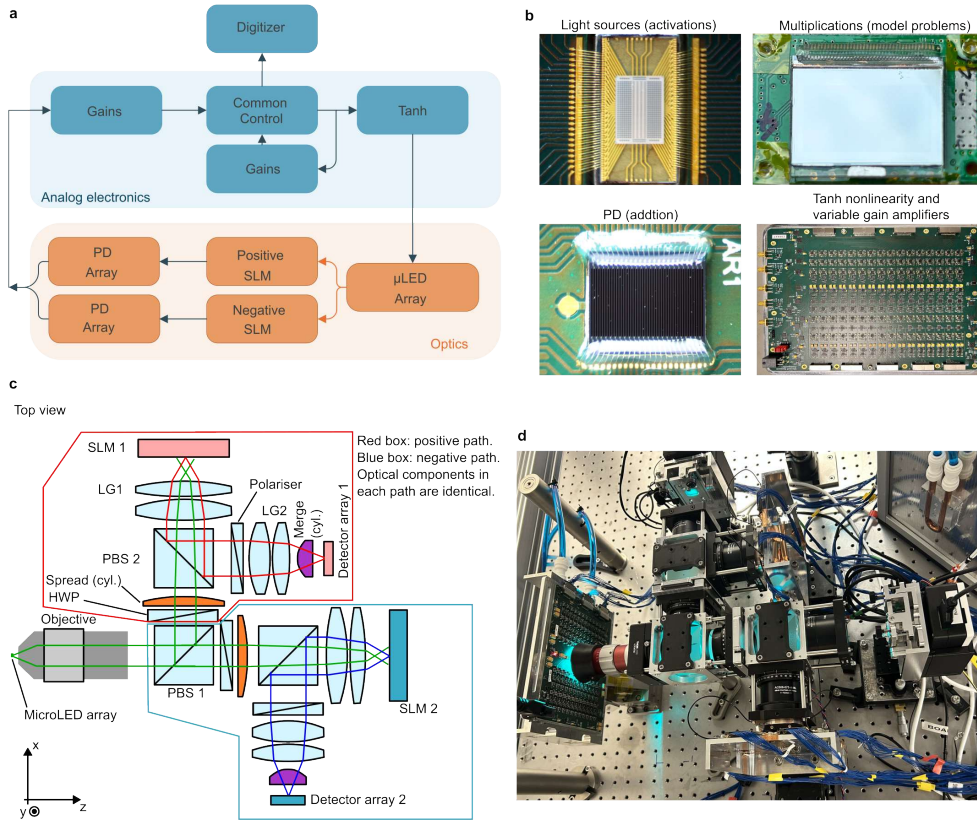 a
Digitizer
Gains
Common
Control
Tanh
Gains
Analog electronics
PD
Array
Positive
SLM
µLED
Array
PD
Array
Negative
SLM
Optics
b
Light sources (activations)
Multiplications (model problems)
PD (addtion)
Tanh nonlinearity and
variable gain amplifiers
c
Top view
SLM 1
Red box: positive path.
Blue box: negative path.
Optical components in
each path are identical.
LG1
Polariser
LG2
Merge
(cyl.)
Detector array 1
PBS 2
Spread (cyl.)
HWP
Objective
PBS 1
MicroLED array
SLM 2
Detector array 2
x
y
z
d